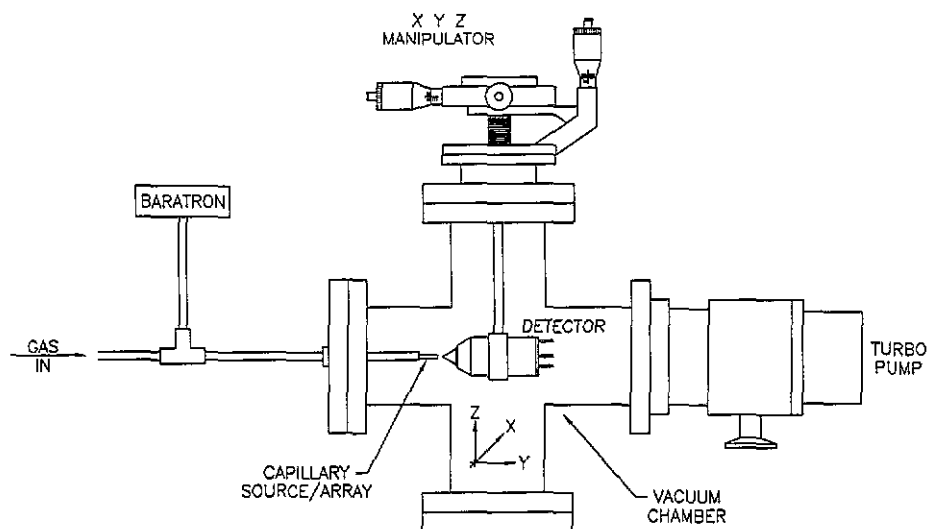 X Y Z
MANIPULATOR
BARATRON
GAS
IN
DETECTOR
TURBO
PUMP
Z
X
Y
CAPILLARY
SOURCE/ARRAY
VACUUM
CHAMBER